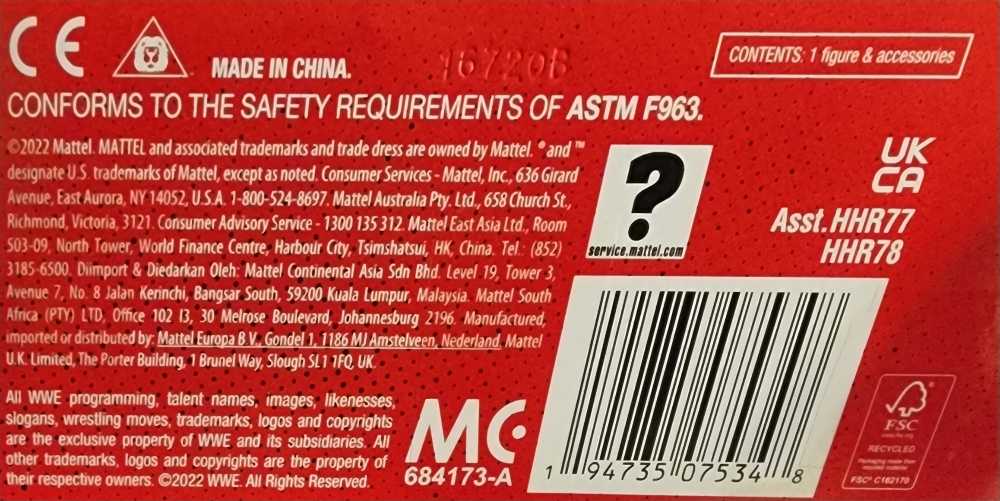 CE
MADE IN CHINA.
167206
CONTENTS: 1 figure & accessories
CONFORMS TO THE SAFETY REQUIREMENTS OF ASTM F963.
©2022 Mattel. MATTEL and associated trademarks and trade dress are owned by Mattel. ® and ™
designate U.S. trademarks of Mattel, except as noted. Consumer Services - Mattel, Inc., 636 Girard
Avenue, East Aurora, NY 14052, U.S.A. 1-800-524-8697. Mattel Australia Pty. Ltd., 658 Church St.,
Richmond, Victoria, 3121. Consumer Advisory Service - 1300 135 312. Mattel East Asia Ltd., Room
503-09, North Tower, World Finance Centre, Harbour City, Tsimshatsui, HK, China. Tel.: (852)
3185-6500. Diimport & Diedarkan Oleh: Mattel Continental Asia Sdn Bhd. Level 19, Tower 3,
Avenue 7, No. 8 Jalan Kerinchi, Bangsar South, 59200 Kuala Lumpur, Malaysia. Mattel South
Africa (PTY) LTD, Office 102 I3, 30 Melrose Boulevard, Johannesburg 2196. Manufactured,
imported or distributed by: Mattel Europa B.V., Gondel 1, 1186 MJ Amstelveen, Nederland. Mattel
U.K. Limited, The Porter Building, 1 Brunel Way, Slough SL1 1FQ, UK.
?
service.mattel.com
UK
CA
Asst.HHR77
HHR78
All WWE programming, talent names, images, likenesses,
slogans, wrestling moves, trademarks, logos and copyrights
are the exclusive property of WWE and its subsidiaries. All
other trademarks, logos and copyrights are the property of
their respective owners. ©2022 WWE. All Rights Reserved.
MC
684173-A
1 94735 07534 8
FSC
www.fsc.org
RECYCLED
Packaging made from
recycled material
FSC® C162170